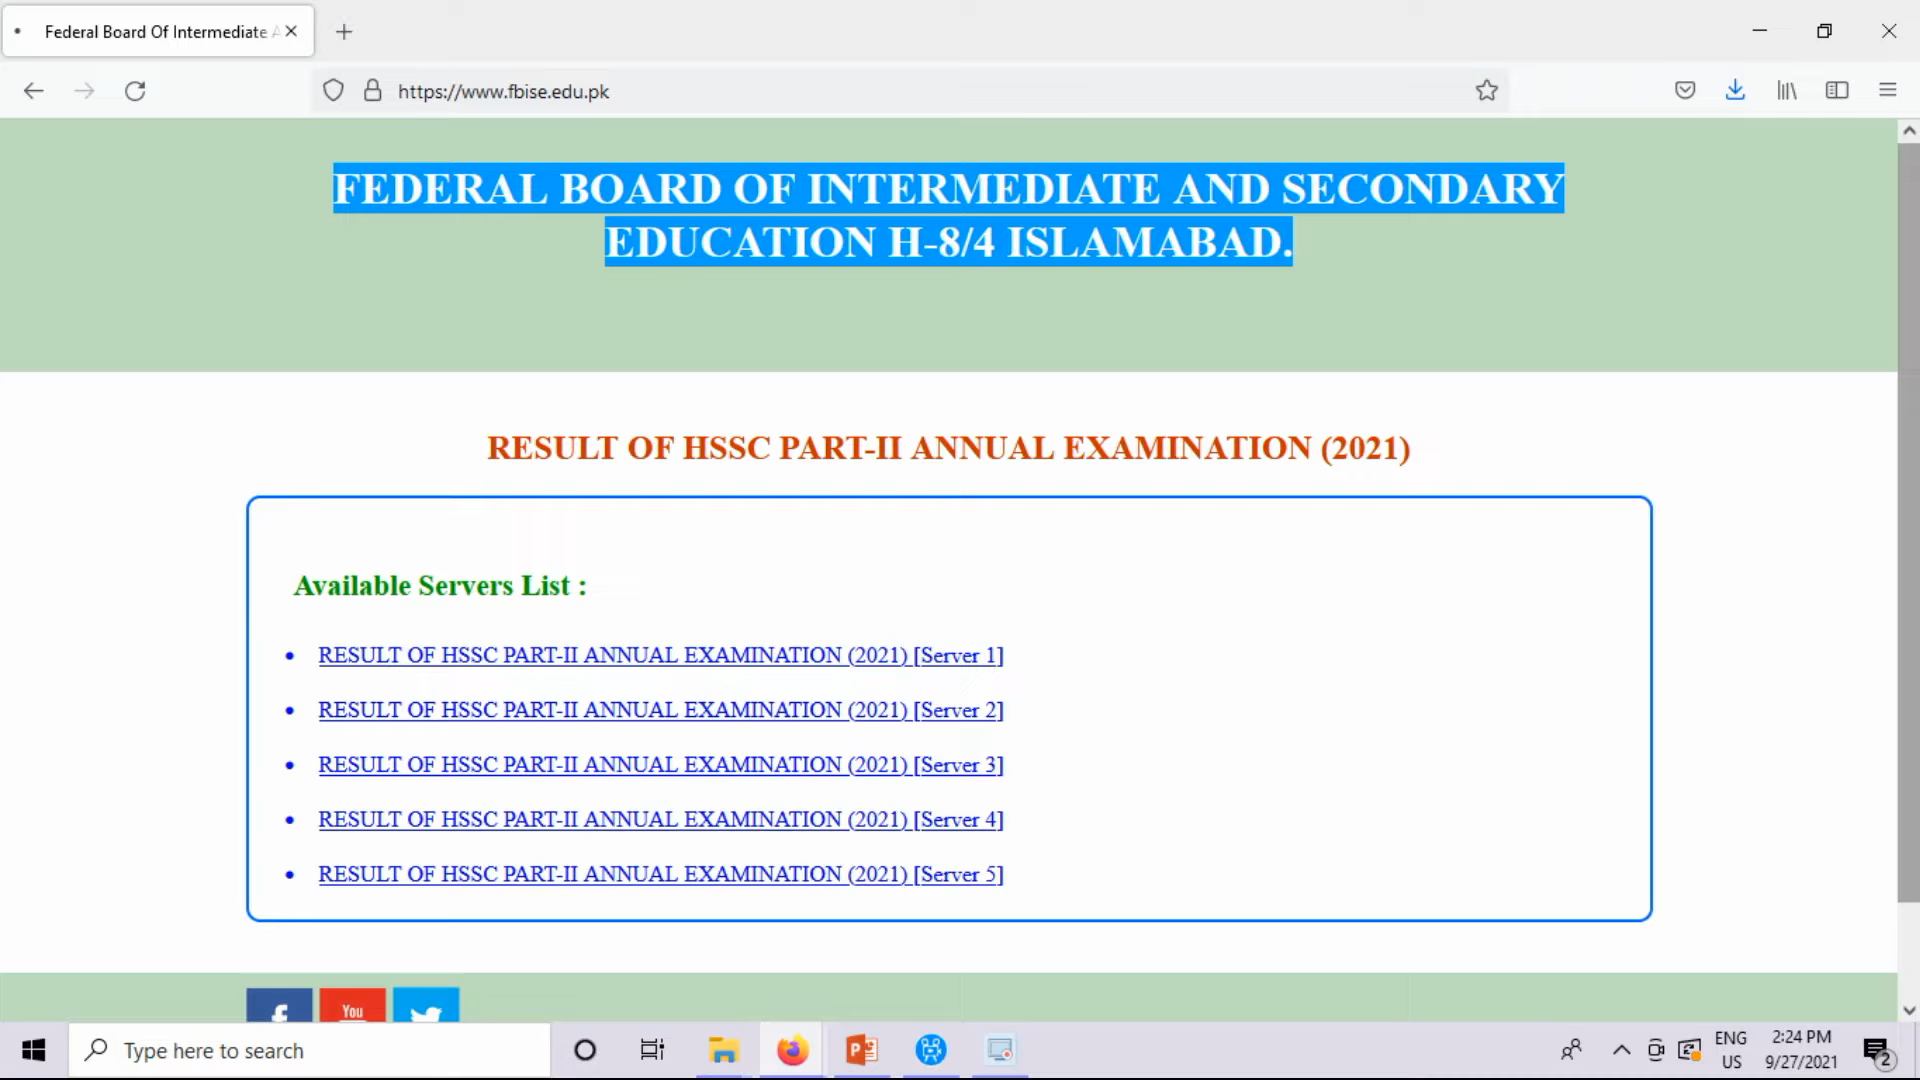 Federal Board Of Intermediate A
https://www.fbise.edu.pk
FEDERAL BOARD OF INTERMEDIATE AND SECONDARY
EDUCATION H-8/4 ISLAMABAD.
RESULT OF HSSC PART-II ANNUAL EXAMINATION (2021)
Available Servers List :
RESULT OF HSSC PART-II ANNUAL EXAMINATION (2021) [Server 1]
RESULT OF HSSC PART-II ANNUAL EXAMINATION (2021) [Server 2]
RESULT OF HSSC PART-II ANNUAL EXAMINATION (2021) [Server 3]
RESULT OF HSSC PART-II ANNUAL EXAMINATION (2021) [Server 4]
RESULT OF HSSC PART-II ANNUAL EXAMINATION (2021) [Server 5]
You
Type here to search
ENG
US
2:24 PM
9/27/2021
2